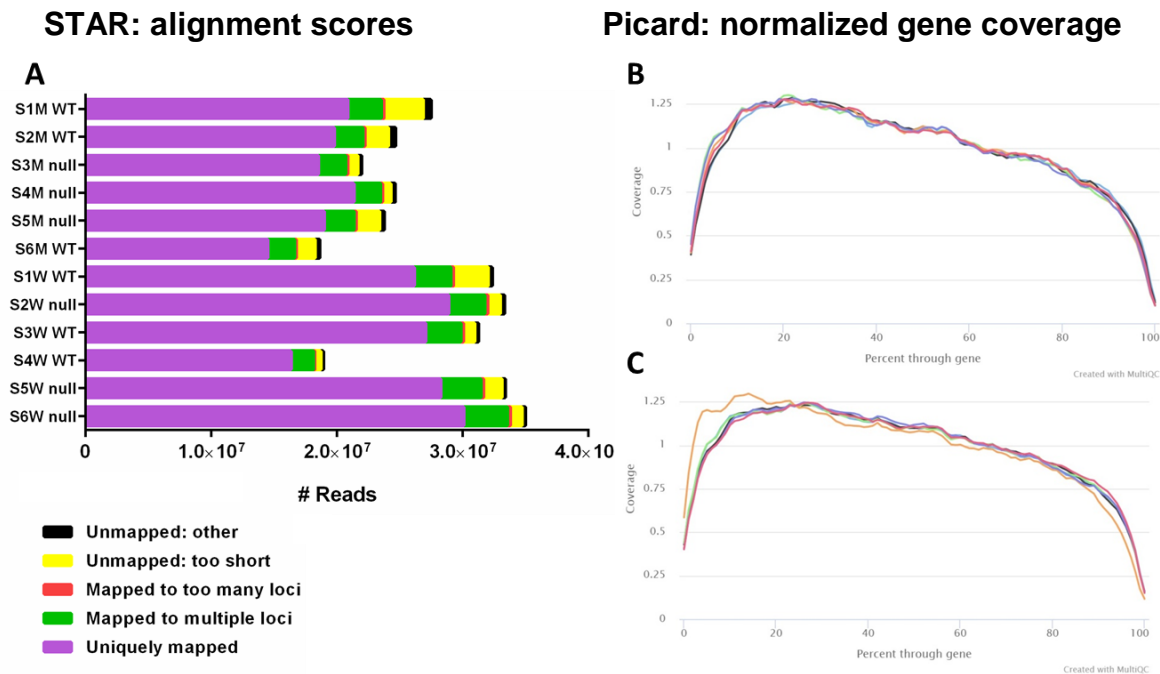 STAR: alignment scores
Picard: normalized gene coverage
A
S1M WT
S2M WT
S3M null
S4M null
S5M null
S6M WT
S1W WT
S2W null
S3W WT
S4W WT
S5W null
S6W null
0
1.0×10⁷
2.0×10⁷
3.0×10⁷
4.0×10
# Reads
Unmapped: other
Unmapped: too short
Mapped to too many loci
Mapped to multiple loci
Uniquely mapped
B
1.25
1
0.75
0.5
0.25
0
Coverage
0
20
40
60
80
100
Percent through gene
Created with MultiQC
C
1.25
1
0.75
0.5
0.25
0
Coverage
0
20
40
60
80
100
Percent through gene
Created with MultiQC